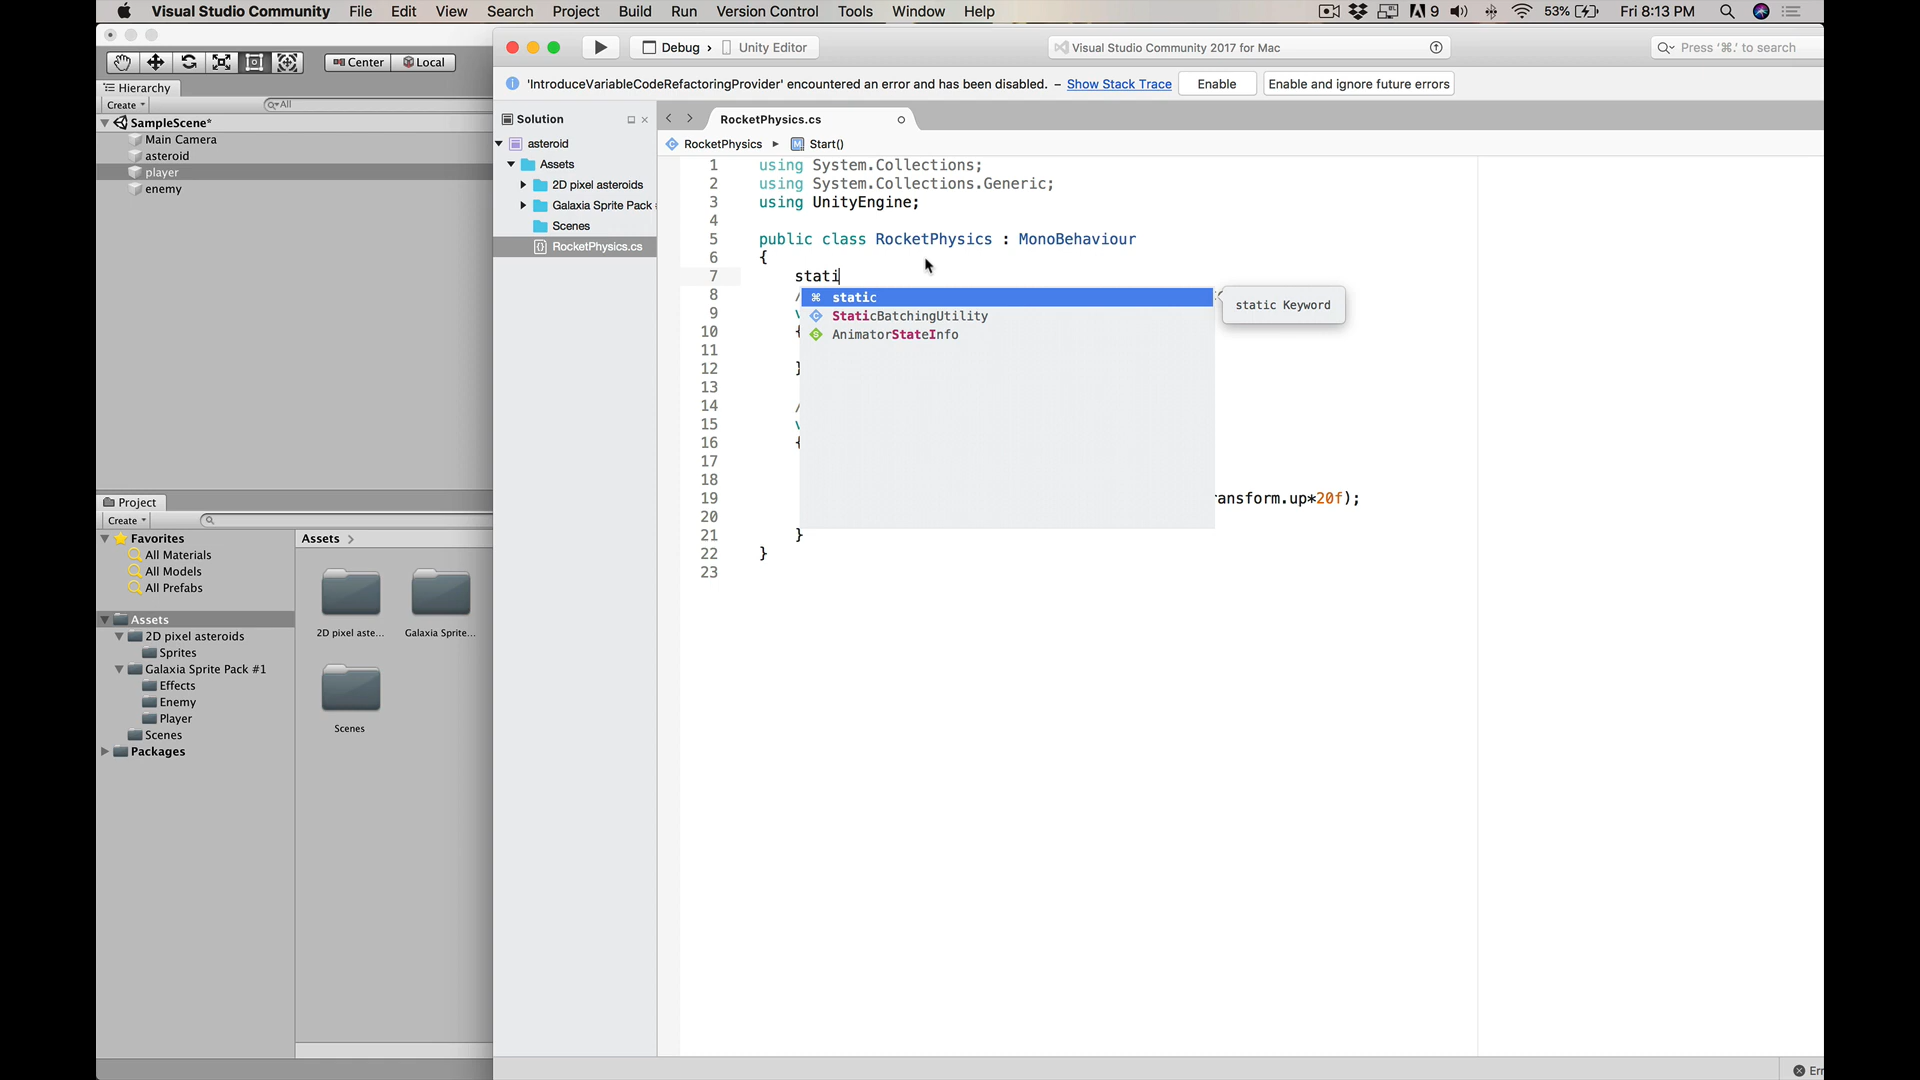 Visual Studio Community File Edit View Search Project Build Run Version Control Tools Window Help 9 53% Fri 8:13 PM
Debug › Unity Editor
Visual Studio Community 2017 for Mac
Press '⌘.' to search
Center Local
Hierarchy
Create All
SampleScene*
Main Camera
asteroid
player
enemy
Project
Create
Favorites
All Materials
All Models
All Prefabs
Assets
2D pixel asteroids
Sprites
Galaxia Sprite Pack #1
Effects
Enemy
Player
Scenes
Packages
Assets
2D pixel aste...
Galaxia Sprite...
Scenes
'IntroduceVariableCodeRefactoringProvider' encountered an error and has been disabled. – Show Stack Trace Enable Enable and ignore future errors
Solution
asteroid
Assets
2D pixel asteroids
Galaxia Sprite Pack
Scenes
RocketPhysics.cs
RocketPhysics.cs
RocketPhysics Start()
1 using System.Collections;
2 using System.Collections.Generic;
3 using UnityEngine;
4
5 public class RocketPhysics : MonoBehaviour
6 {
7 stati
8 /
9 v
10 {
11
12 }
13
14 /
15 v
16 {
17
18
19 ransform.up*20f);
20
21 }
22 }
23
static
StaticBatchingUtility
AnimatorStateInfo
static Keyword
Err